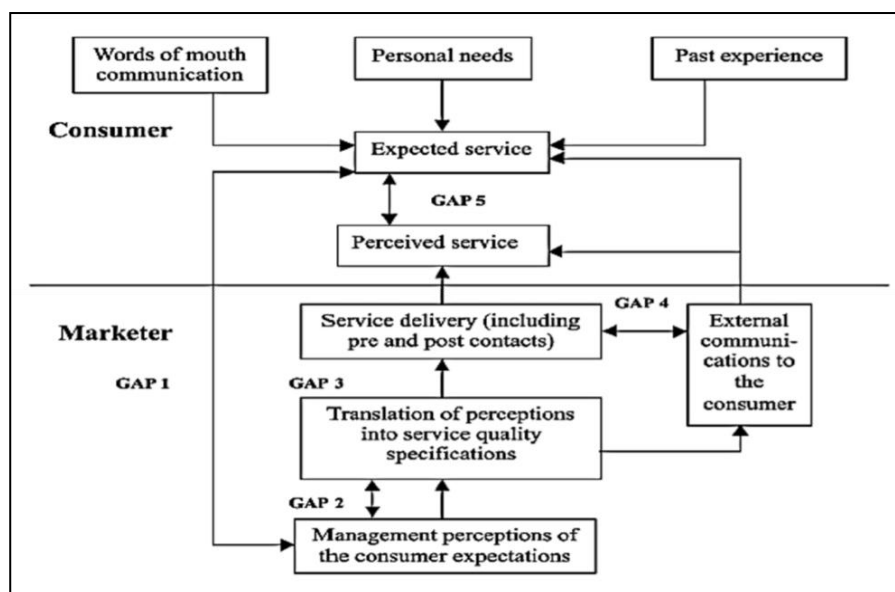 Words of mouth
communication
Personal needs
Past experience
Consumer
Expected service
GAP 5
Perceived service
Marketer
Service delivery (including
pre and post contacts)
GAP 4
External
communi-
cations to
the
consumer
GAP 1
GAP 3
Translation of perceptions
into service quality
specifications
GAP 2
Management perceptions of
the consumer expectations